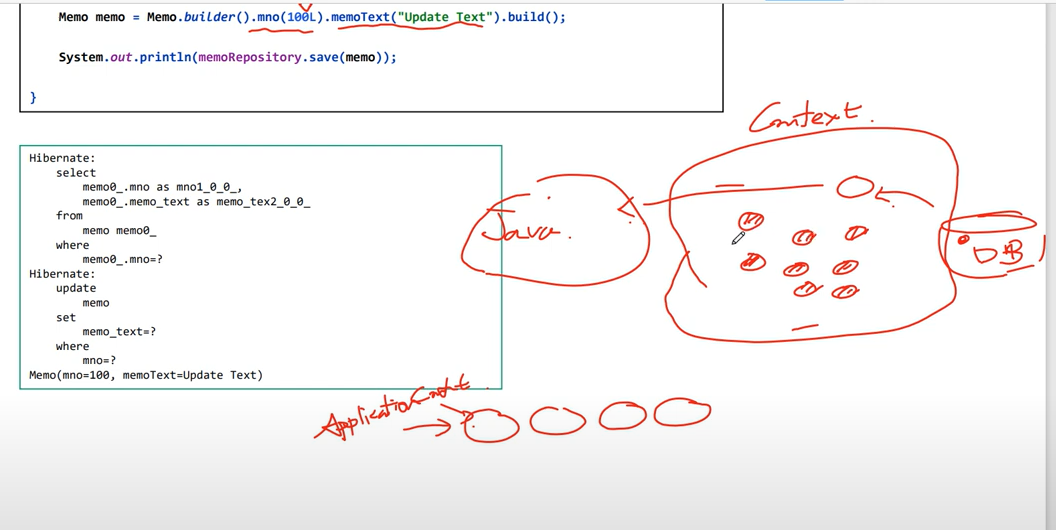 Memo memo = Memo.builder().mno(100L).memoText("Update Text").build();
System.out.println(memoRepository.save(memo));
}
Context.
Hibernate:
select
memo0_.mno as mno1_0_0_,
memo0_.memo_text as memo_tex2_0_0_
from
memo memo0_
where
memo0_.mno=?
Hibernate:
update
memo
set
memo_text=?
where
mno=?
Memo(mno=100, memoText=Update Text)
Java.
DB
ApplicationContext